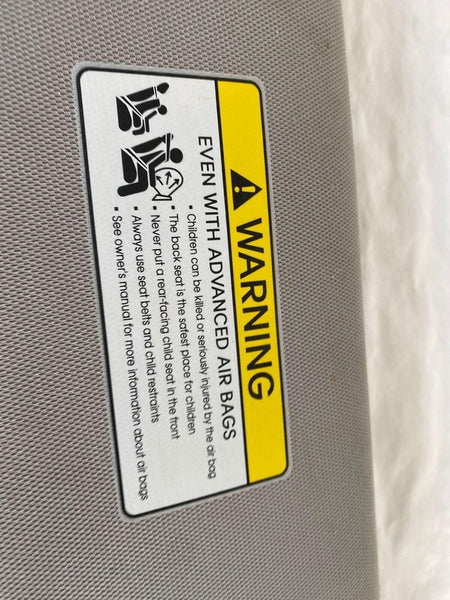 WARNING
EVEN WITH ADVANCED AIR BAGS
• Children can be killed or seriously injured by the air bag
• The back seat is the safest place for children
• Never put a rear-facing child seat in the front
• Always use seat belts and child restraints
• See owner's manual for more information about air bags